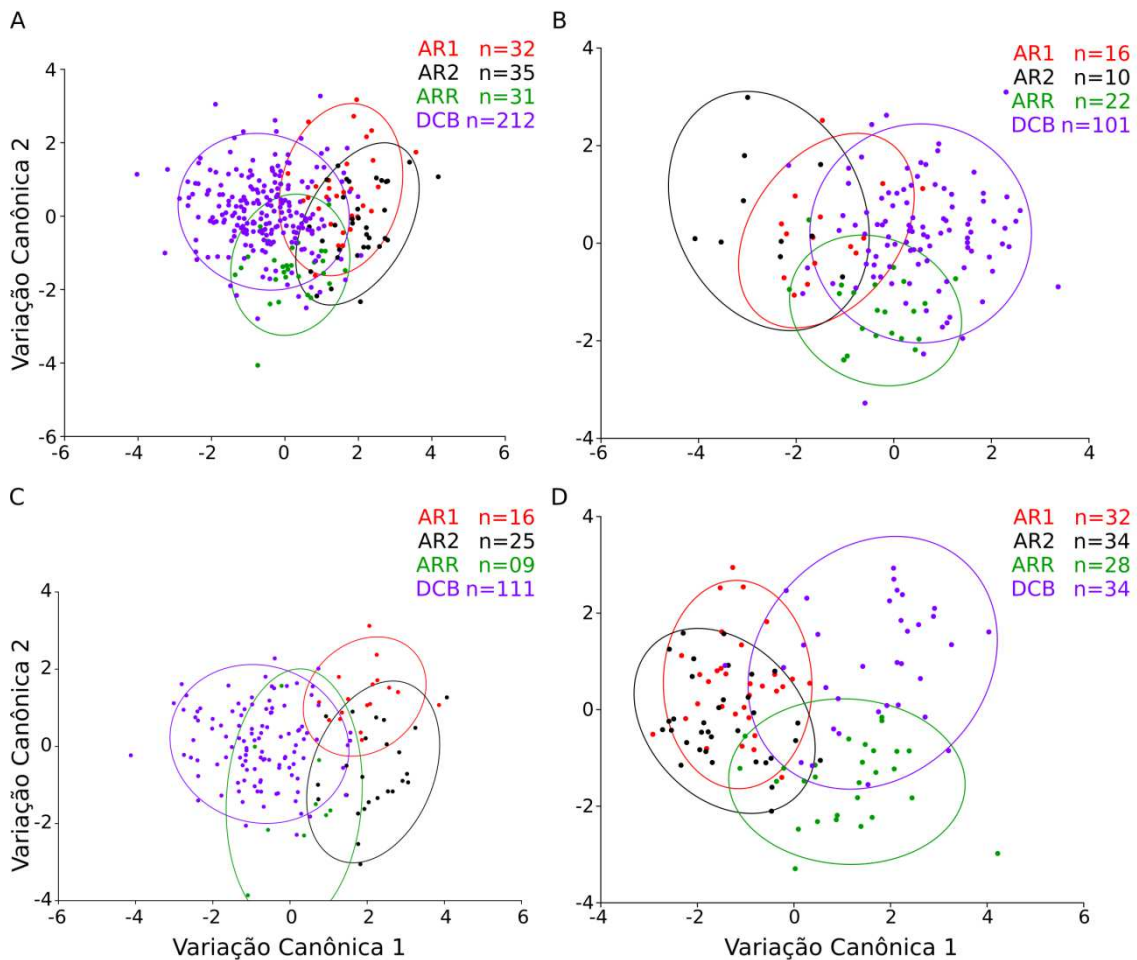 A
AR1 n=32
AR2 n=35
ARR n=31
DCB n=212
Variação Canônica 2
4
2
0
-2
-4
-6
-6 -4 -2 0 2 4 6
B
AR1 n=16
AR2 n=10
ARR n=22
DCB n=101
4
2
0
-2
-4
-6 -4 -2 0 2 4
C
AR1 n=16
AR2 n=25
ARR n=09
DCB n=111
Variação Canônica 2
4
2
0
-2
-4
-6 -4 -2 0 2 4 6
Variação Canônica 1
D
AR1 n=32
AR2 n=34
ARR n=28
DCB n=34
4
2
0
-2
-4
-4 -2 0 2 4 6
Variação Canônica 1